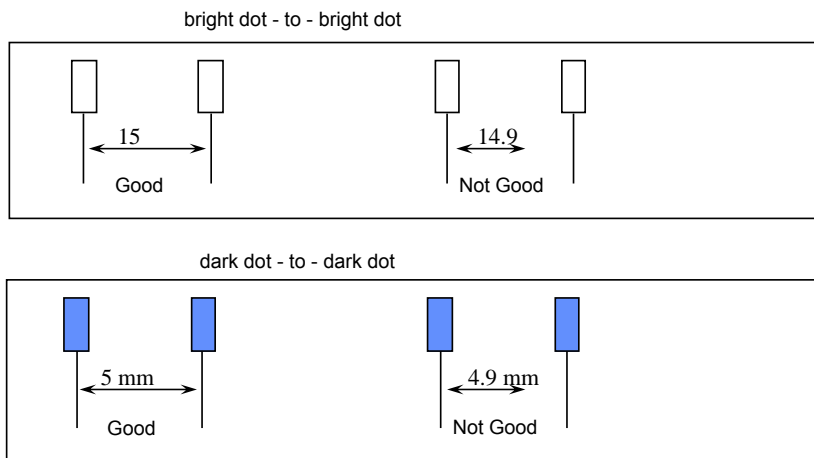 bright dot - to - bright dot
15
14.9
Good
Not Good
dark dot - to - dark dot
5 mm
4.9 mm
Good
Not Good